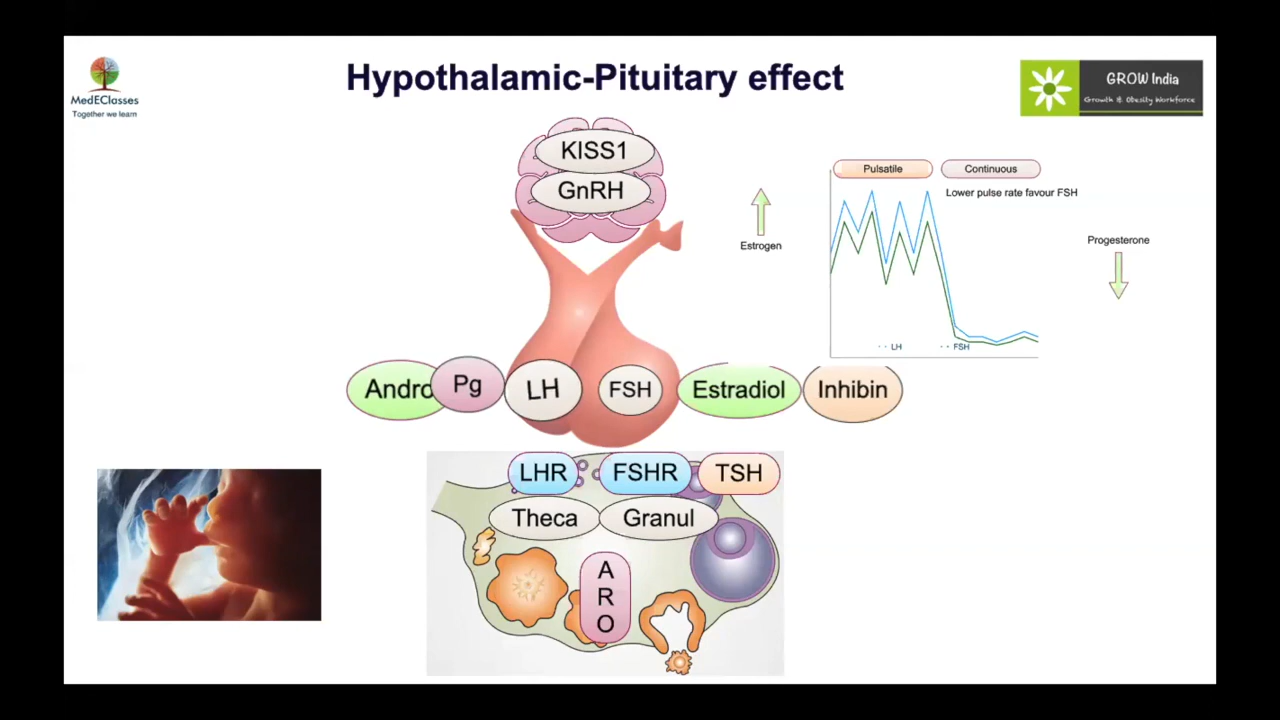 Hypothalamic-Pituitary effect
MedEClasses
Together we learn
GROW India
Growth & Obesity Workforce
KISS1
GnRH
Pulsatile
Continuous
Lower pulse rate favour FSH
Estrogen
Progesterone
LH
FSH
Andro
Pg
LH
FSH
Estradiol
Inhibin
LHR
FSHR
TSH
Theca
Granul
A
R
O